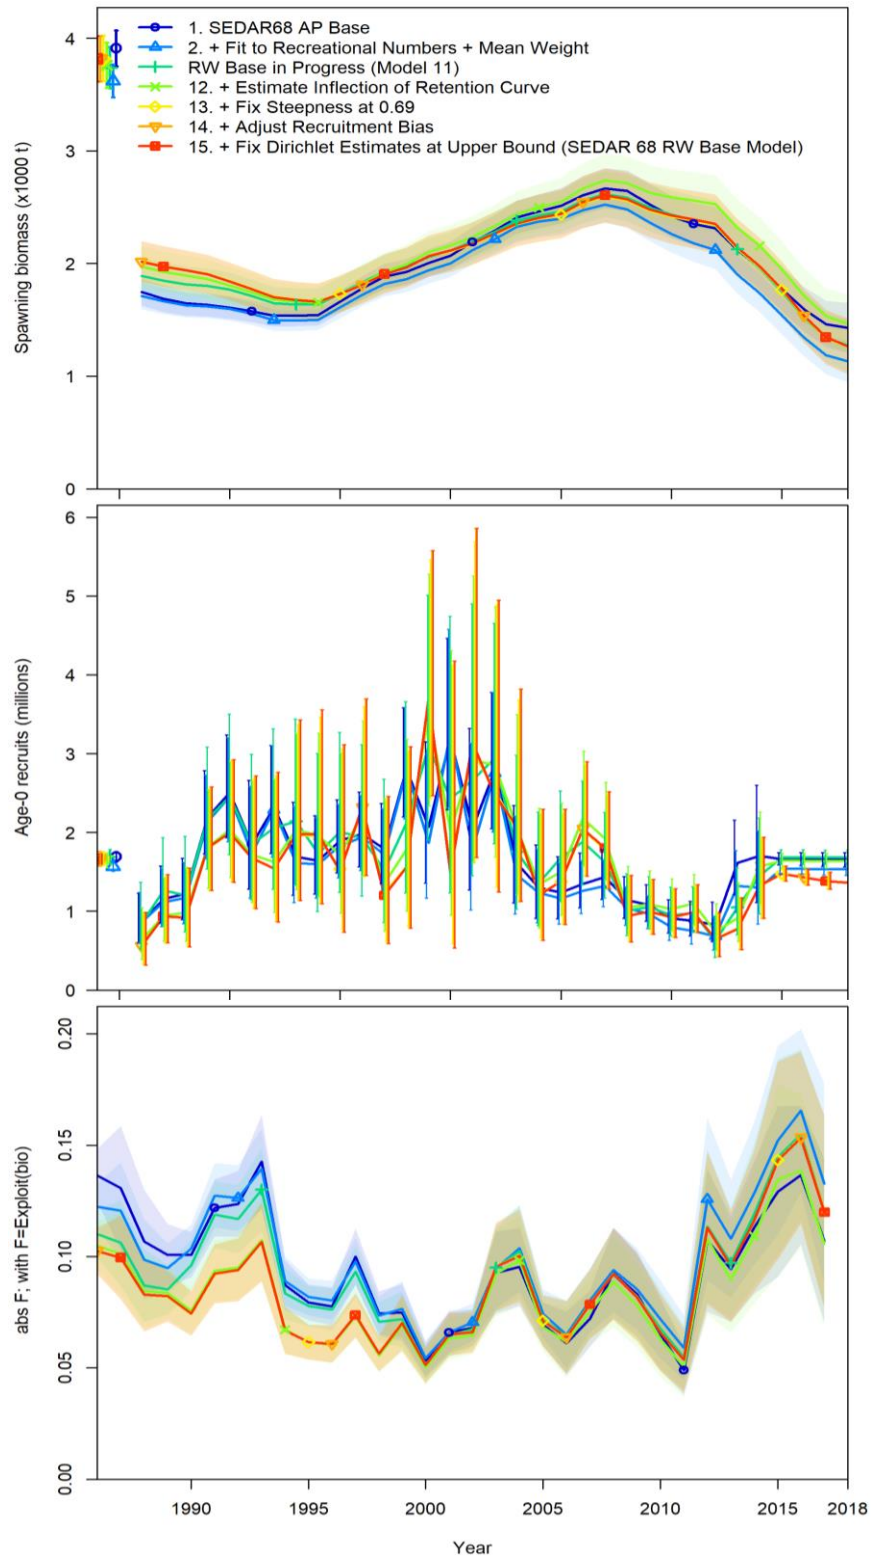 1. SEDAR68 AP Base
2. + Fit to Recreational Numbers + Mean Weight
RW Base in Progress (Model 11)
12. + Estimate Inflection of Retention Curve
13. + Fix Steepness at 0.69
14. + Adjust Recruitment Bias
15. + Fix Dirichlet Estimates at Upper Bound (SEDAR 68 RW Base Model)
Spawning biomass (x1000 t)
4
3
2
1
0
Age-0 recruits (millions)
6
5
4
3
2
1
0
abs F; with F=Exploit(bio)
0.20
0.15
0.10
0.05
0.00
1990 1995 2000 2005 2010 2015 2018
Year